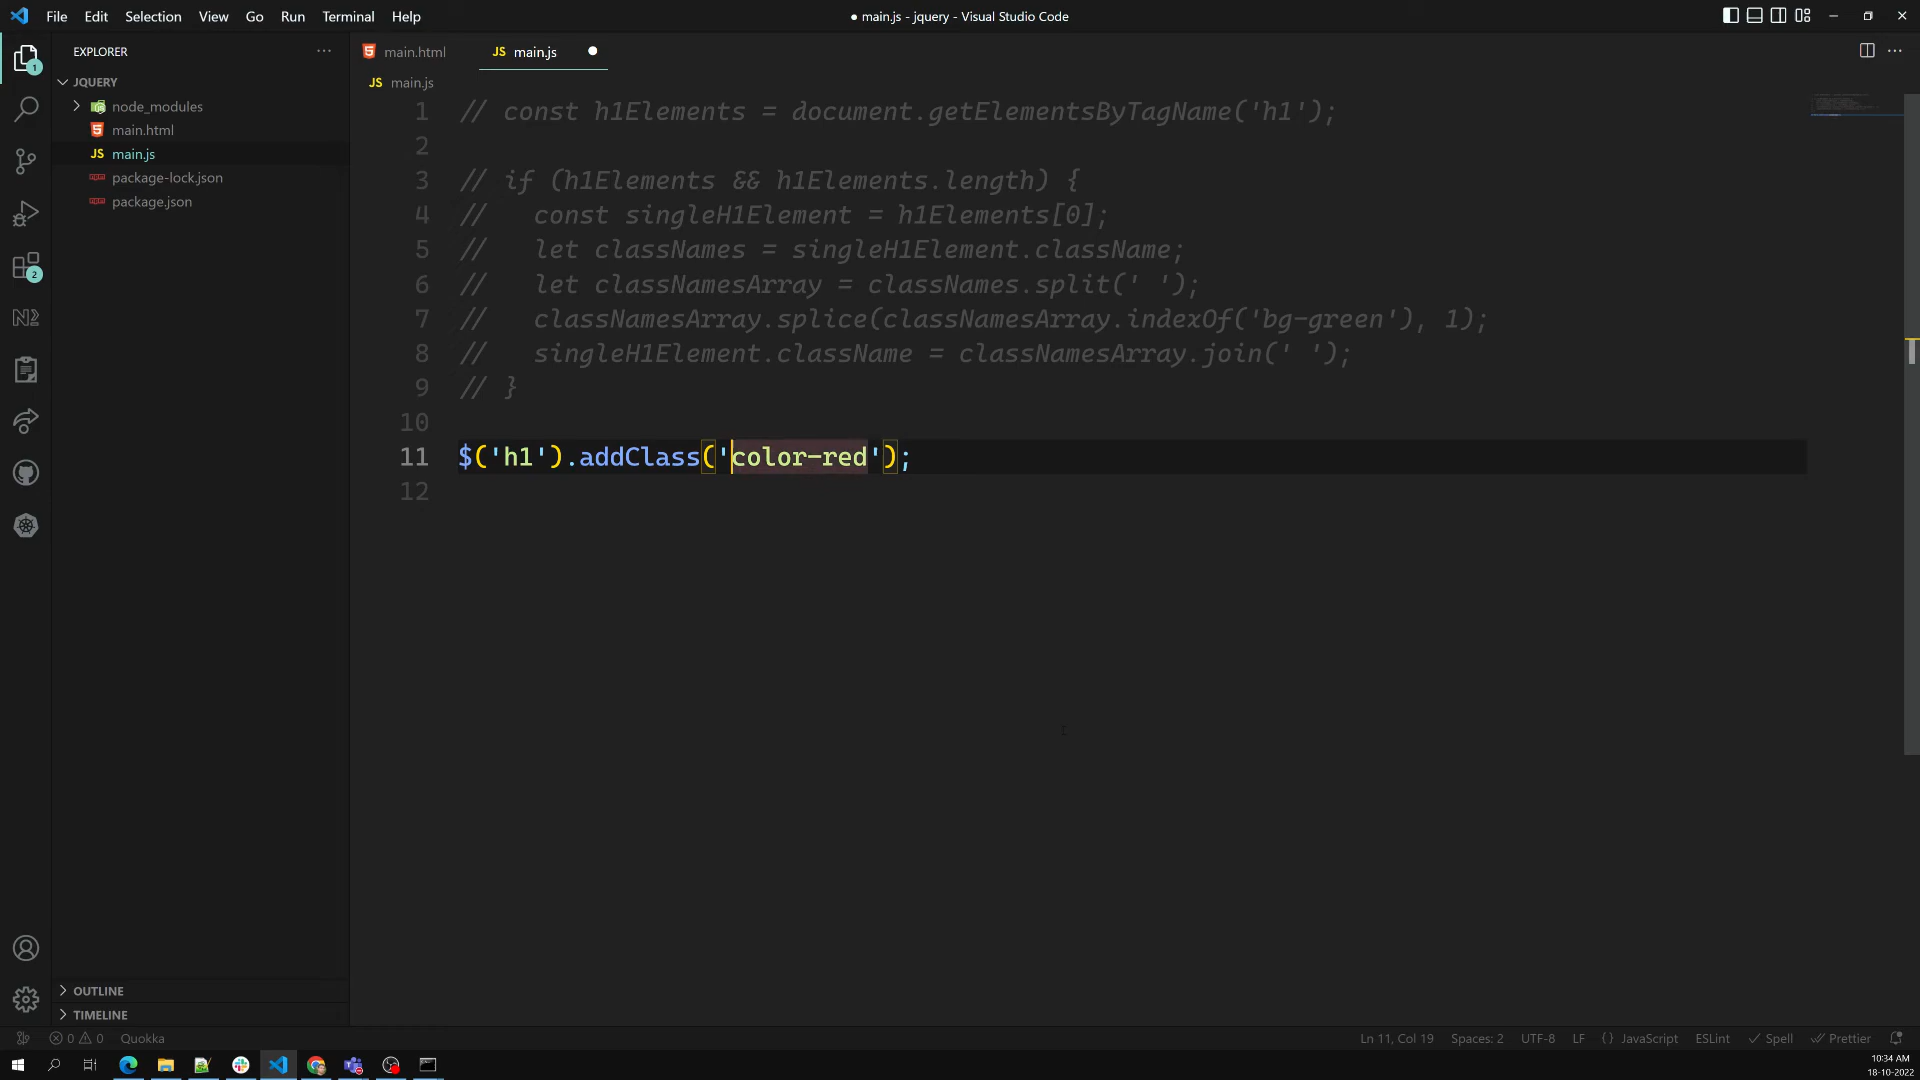 File Edit Selection View Go Run Terminal Help
● main.js - jquery - Visual Studio Code
EXPLORER
JQUERY
node_modules
main.html
JS main.js
package-lock.json
package.json
OUTLINE
TIMELINE
1
2
main.html
JS main.js
JS main.js
1 // const h1Elements = document.getElementsByTagName('h1');
2
3 // if (h1Elements && h1Elements.length) {
4 //   const singleH1Element = h1Elements[0];
5 //   let classNames = singleH1Element.className;
6 //   let classNamesArray = classNames.split(' ');
7 //   classNamesArray.splice(classNamesArray.indexOf('bg-green'), 1);
8 //   singleH1Element.className = classNamesArray.join(' ');
9 // }
10
11 $('h1').addClass('color-red');
12
0 0 Quokka
Ln 11, Col 19 Spaces: 2 UTF-8 LF {} JavaScript ESLint Spell Prettier
10:34 AM
18-10-2022